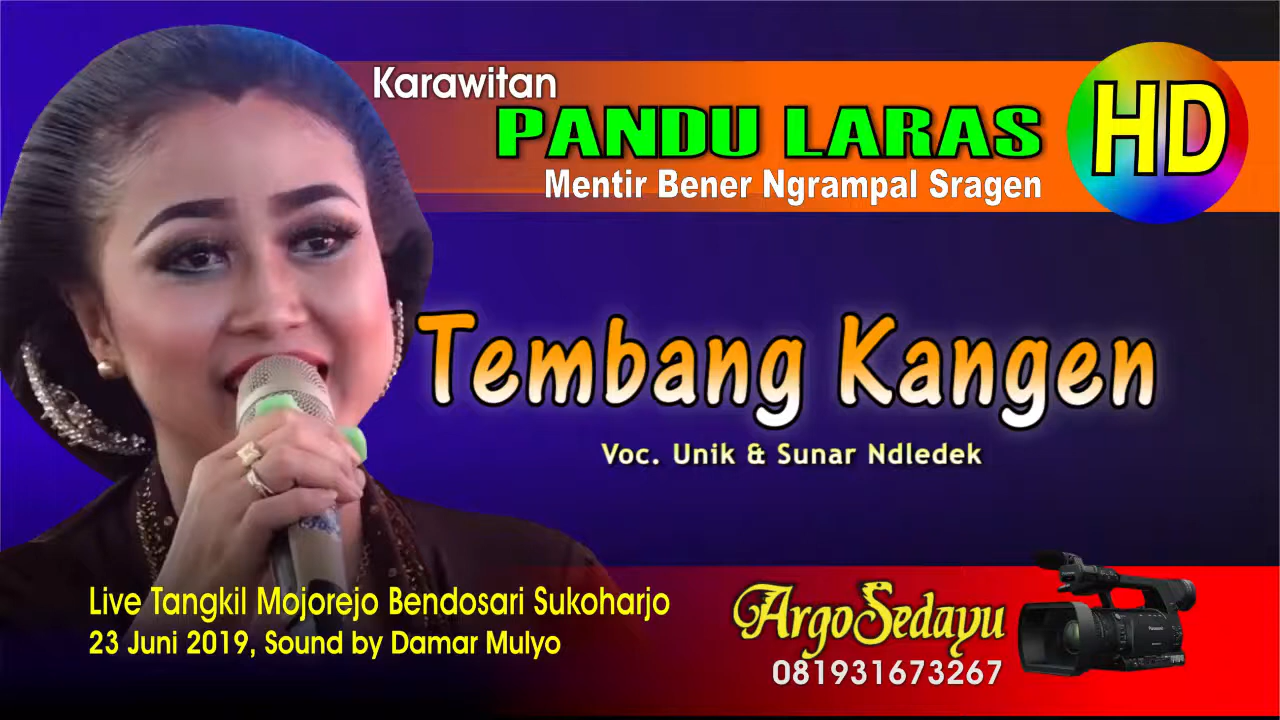 Karawitan
PANDU LARAS
Mentir Bener Ngrampal Sragen
HD
Tembang Kangen
Voc. Unik & Sunar Ndledek
Live Tangkil Mojorejo Bendosari Sukoharjo
23 Juni 2019, Sound by Damar Mulyo
ArgoSedayu
081931673267
Panasonic